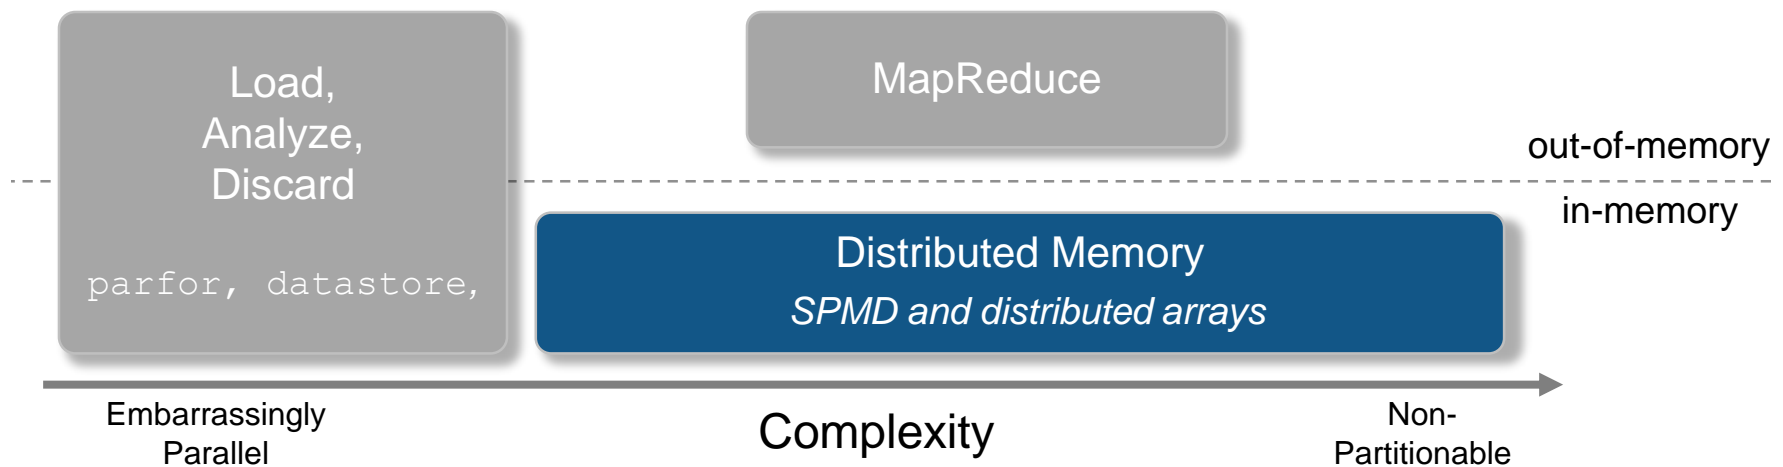 Load,
Analyze,
Discard
parfor, datastore,
MapReduce
out-of-memory
in-memory
Distributed Memory
SPMD and distributed arrays
Embarrassingly
Parallel
Complexity
Non-
Partitionable